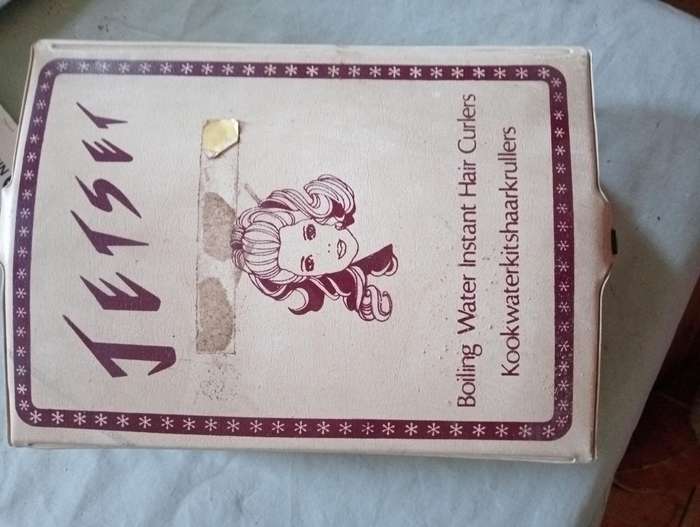 JETSET
Boiling Water Instant Hair Curlers
Kookwaterkitshaarkrullers